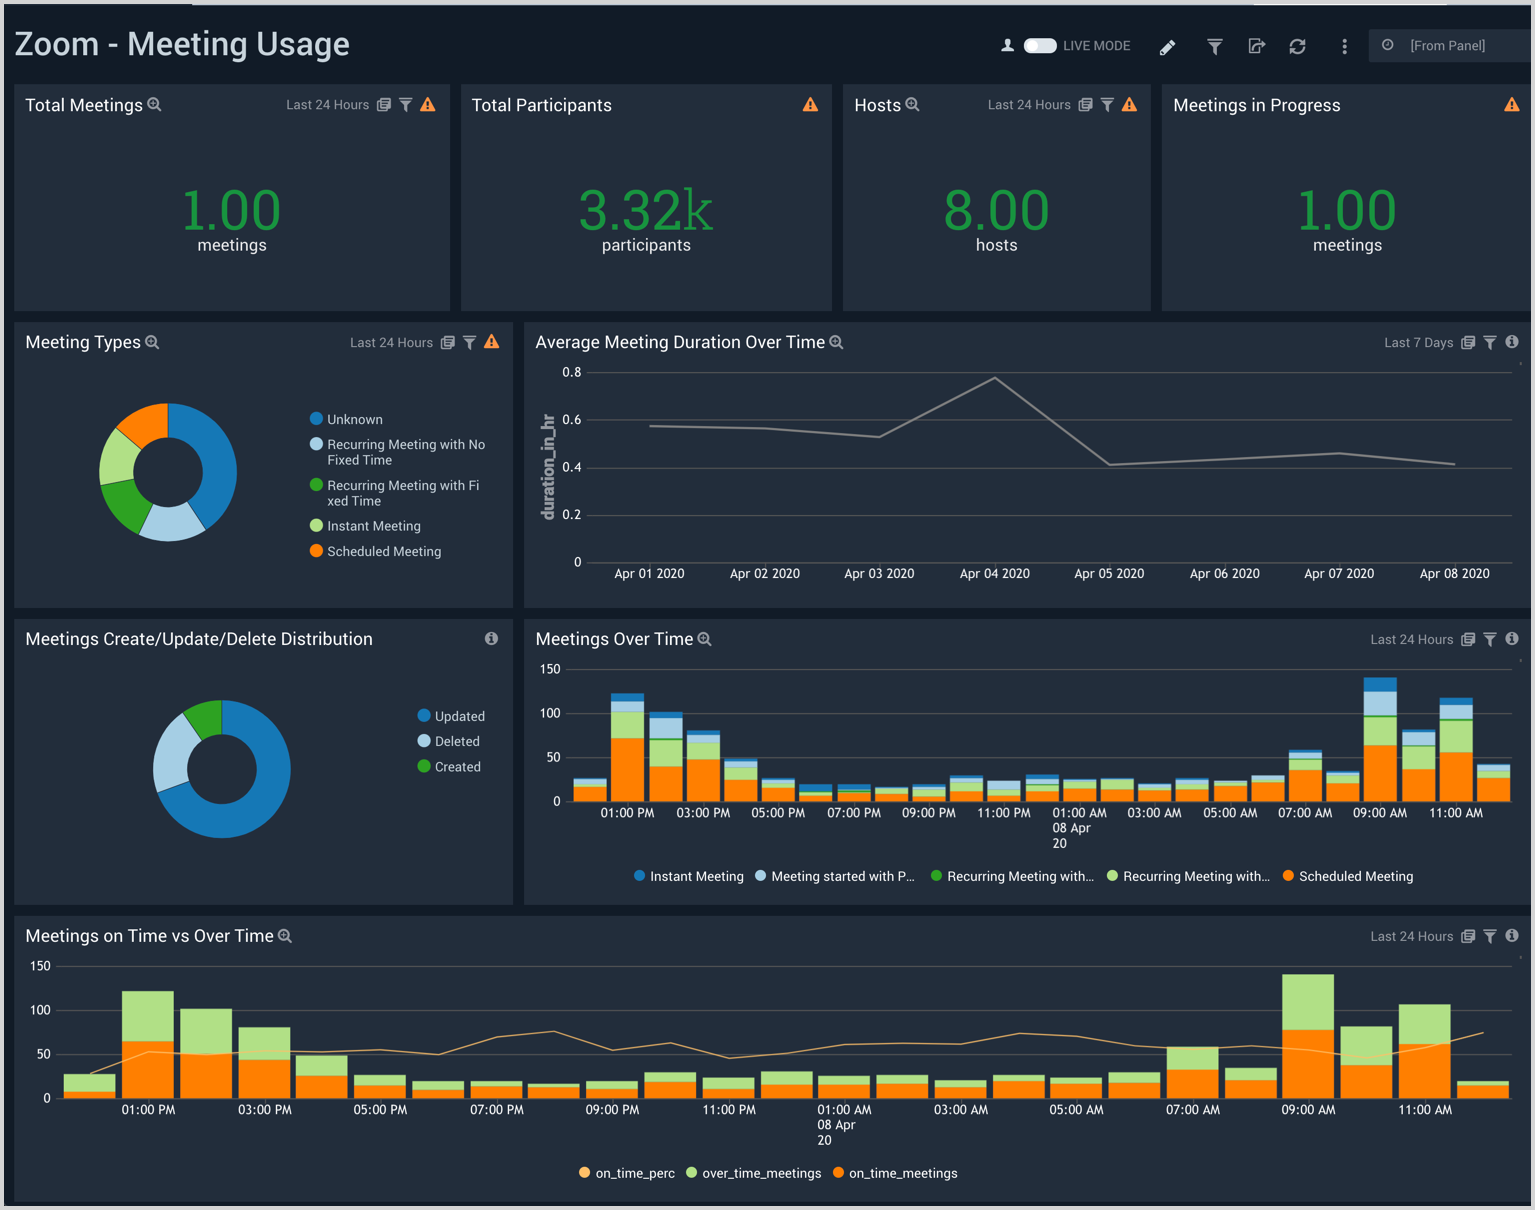 Zoom - Meeting Usage
LIVE MODE
[From Panel]
Total Meetings
Last 24 Hours
1.00
meetings
Total Participants
3.32k
participants
Hosts
Last 24 Hours
8.00
hosts
Meetings in Progress
1.00
meetings
Meeting Types
Last 24 Hours
Unknown
Recurring Meeting with No
Fixed Time
Recurring Meeting with Fi
xed Time
Instant Meeting
Scheduled Meeting
Average Meeting Duration Over Time
Last 7 Days
duration_in_hr
0.8
0.6
0.4
0.2
0
Apr 01 2020 Apr 02 2020 Apr 03 2020 Apr 04 2020 Apr 05 2020 Apr 06 2020 Apr 07 2020 Apr 08 2020
Meetings Create/Update/Delete Distribution
Updated
Deleted
Created
Meetings Over Time
Last 24 Hours
150
100
50
0
01:00 PM 03:00 PM 05:00 PM 07:00 PM 09:00 PM 11:00 PM 01:00 AM 03:00 AM 05:00 AM 07:00 AM 09:00 AM 11:00 AM
08 Apr
20
Instant Meeting Meeting started with P... Recurring Meeting with... Recurring Meeting with... Scheduled Meeting
Meetings on Time vs Over Time
Last 24 Hours
150
100
50
0
01:00 PM 03:00 PM 05:00 PM 07:00 PM 09:00 PM 11:00 PM 01:00 AM 03:00 AM 05:00 AM 07:00 AM 09:00 AM 11:00 AM
08 Apr
20
on_time_perc over_time_meetings on_time_meetings